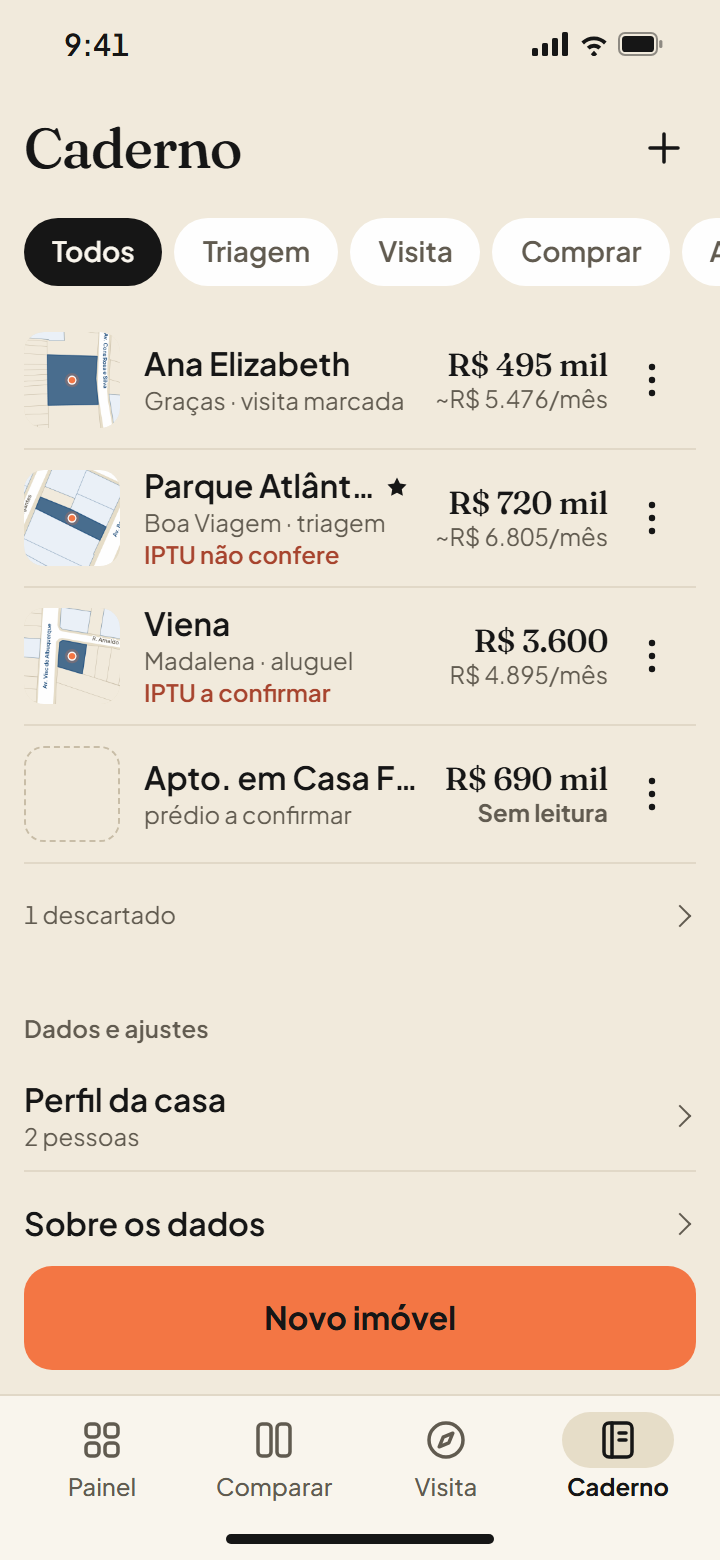 9:41
Caderno
Todos
Triagem
Visita
Comprar
Ana Elizabeth
R$ 495 mil
Graças · visita marcada
~R$ 5.476/mês
Parque Atlânt... ★
R$ 720 mil
Boa Viagem · triagem
~R$ 6.805/mês
IPTU não confere
Viena
R$ 3.600
Madalena · aluguel
R$ 4.895/mês
IPTU a confirmar
Apto. em Casa F...
R$ 690 mil
prédio a confirmar
Sem leitura
1 descartado
Dados e ajustes
Perfil da casa
2 pessoas
Sobre os dados
Novo imóvel
Painel
Comparar
Visita
Caderno